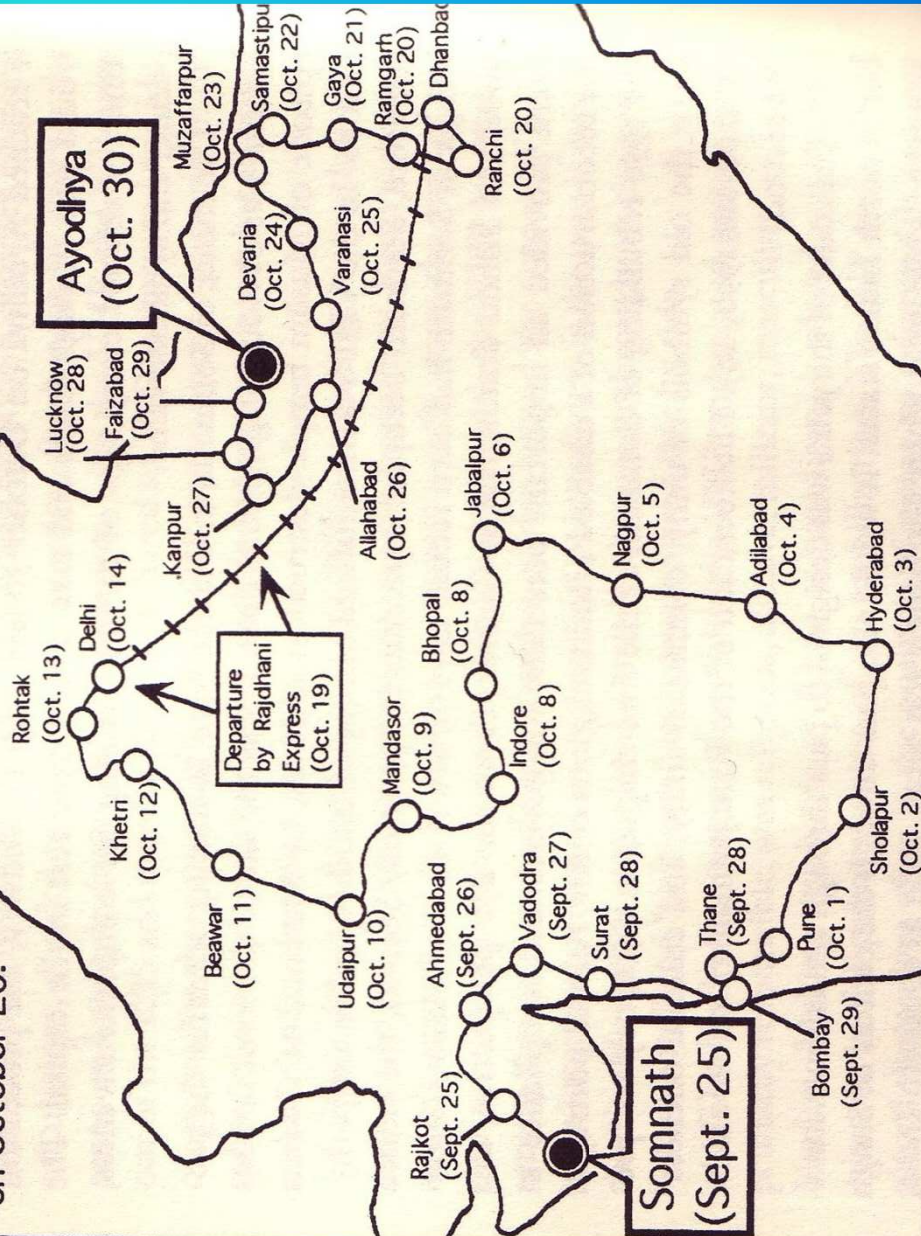 October
Rohtak
(Oct. 13)
Delhi
(Oct. 14)
Khetri
(Oct. 12)
Beawar
(Oct. 11)
Udaipur
(Oct. 10)
Departure
by Rajdhani
Express
(Oct. 19)
Mandasor
(Oct. 9)
Indore
(Oct. 8)
Bhopal
(Oct. 8)
Jabalpur
(Oct. 6)
Nagpur
(Oct. 5)
Adilabad
(Oct. 4)
Hyderabad
(Oct. 3)
Sholapur
(Oct. 2)
Pune
(Oct. 1)
Thane
(Sept. 28)
Bombay
(Sept. 29)
Surat
(Sept. 28)
Vadodra
(Sept. 27)
Ahmedabad
(Sept. 26)
Rajkot
(Sept. 25)
Somnath
(Sept. 25)
Lucknow
(Oct. 28)
Faizabad
(Oct. 29)
.Kanpur
(Oct. 27)
Allahabad
(Oct. 26)
Ayodhya
(Oct. 30)
Devaria
(Oct. 24)
Varanasi
(Oct. 25)
Muzaffarpur
(Oct. 23)
Samastipu
(Oct. 22)
Gaya
(Oct. 21)
Ramgarh
(Oct. 20)
Dhanbad
Ranchi
(Oct. 20)